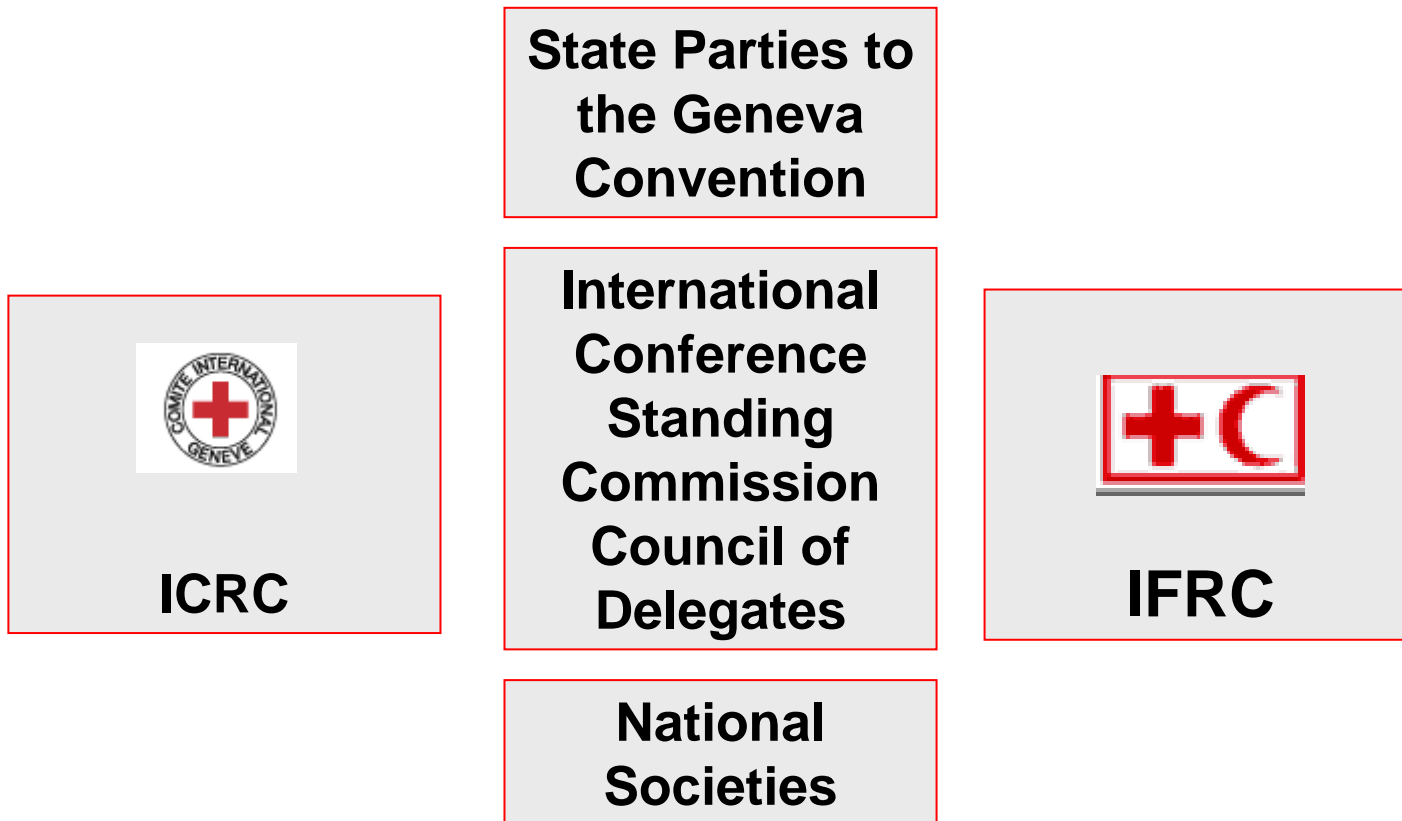 State Parties to
the Geneva
Convention
International
Conference
Standing
Commission
Council of
Delegates
COMITE INTERNATIONAL
GENEVE
ICRC
IFRC
National
Societies